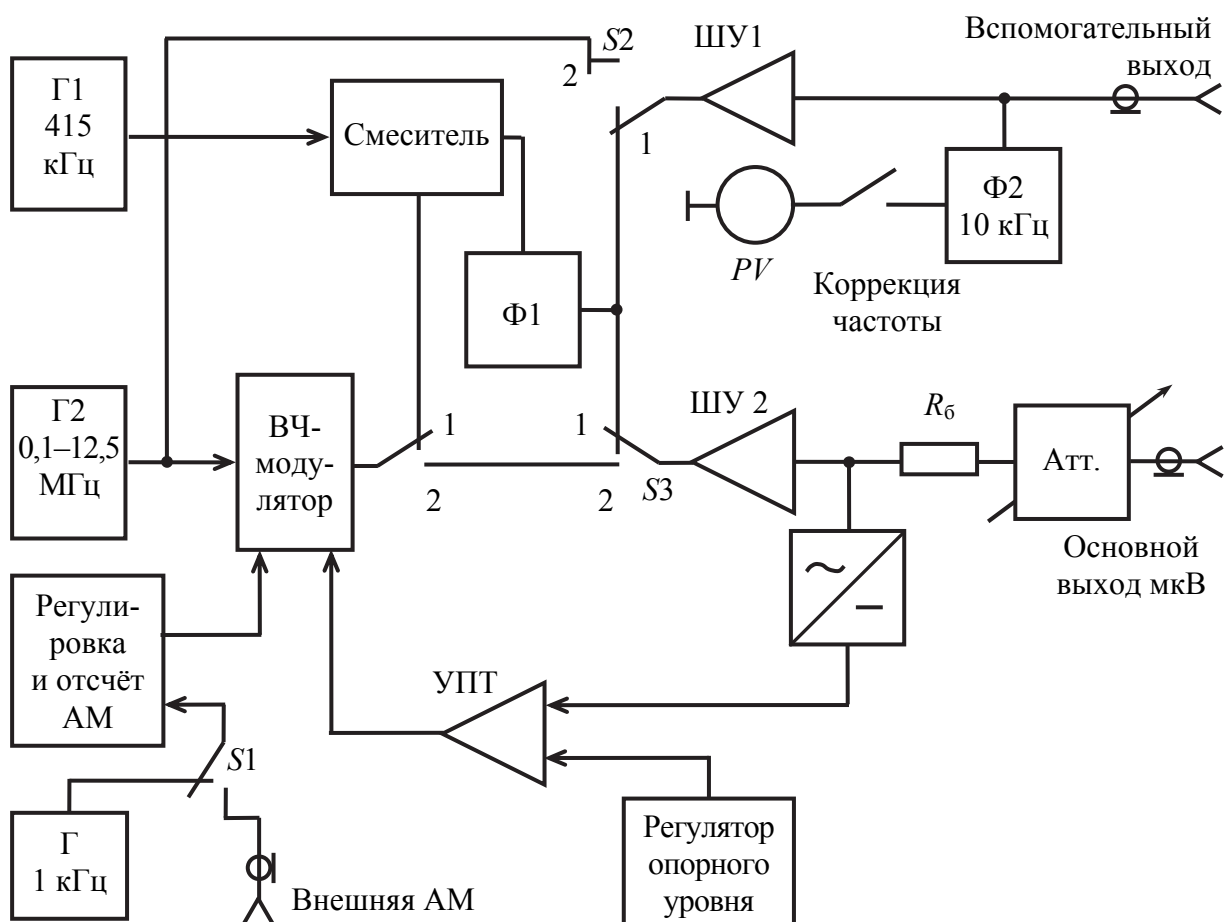 Г1
415
кГц
Смеситель
S2
2
ШУ1
1
Вспомогательный
выход
Ф2
10 кГц
PV
Коррекция
частоты
Ф1
Г2
0,1–12,5
МГц
ВЧ-
моду-
лятор
1
2
1
2
S3
ШУ 2
Rб
Атт.
Основной
выход мкВ
Регули-
ровка
и отсчёт
АМ
S1
Г
1 кГц
Внешняя АМ
УПТ
Регулятор
опорного
уровня